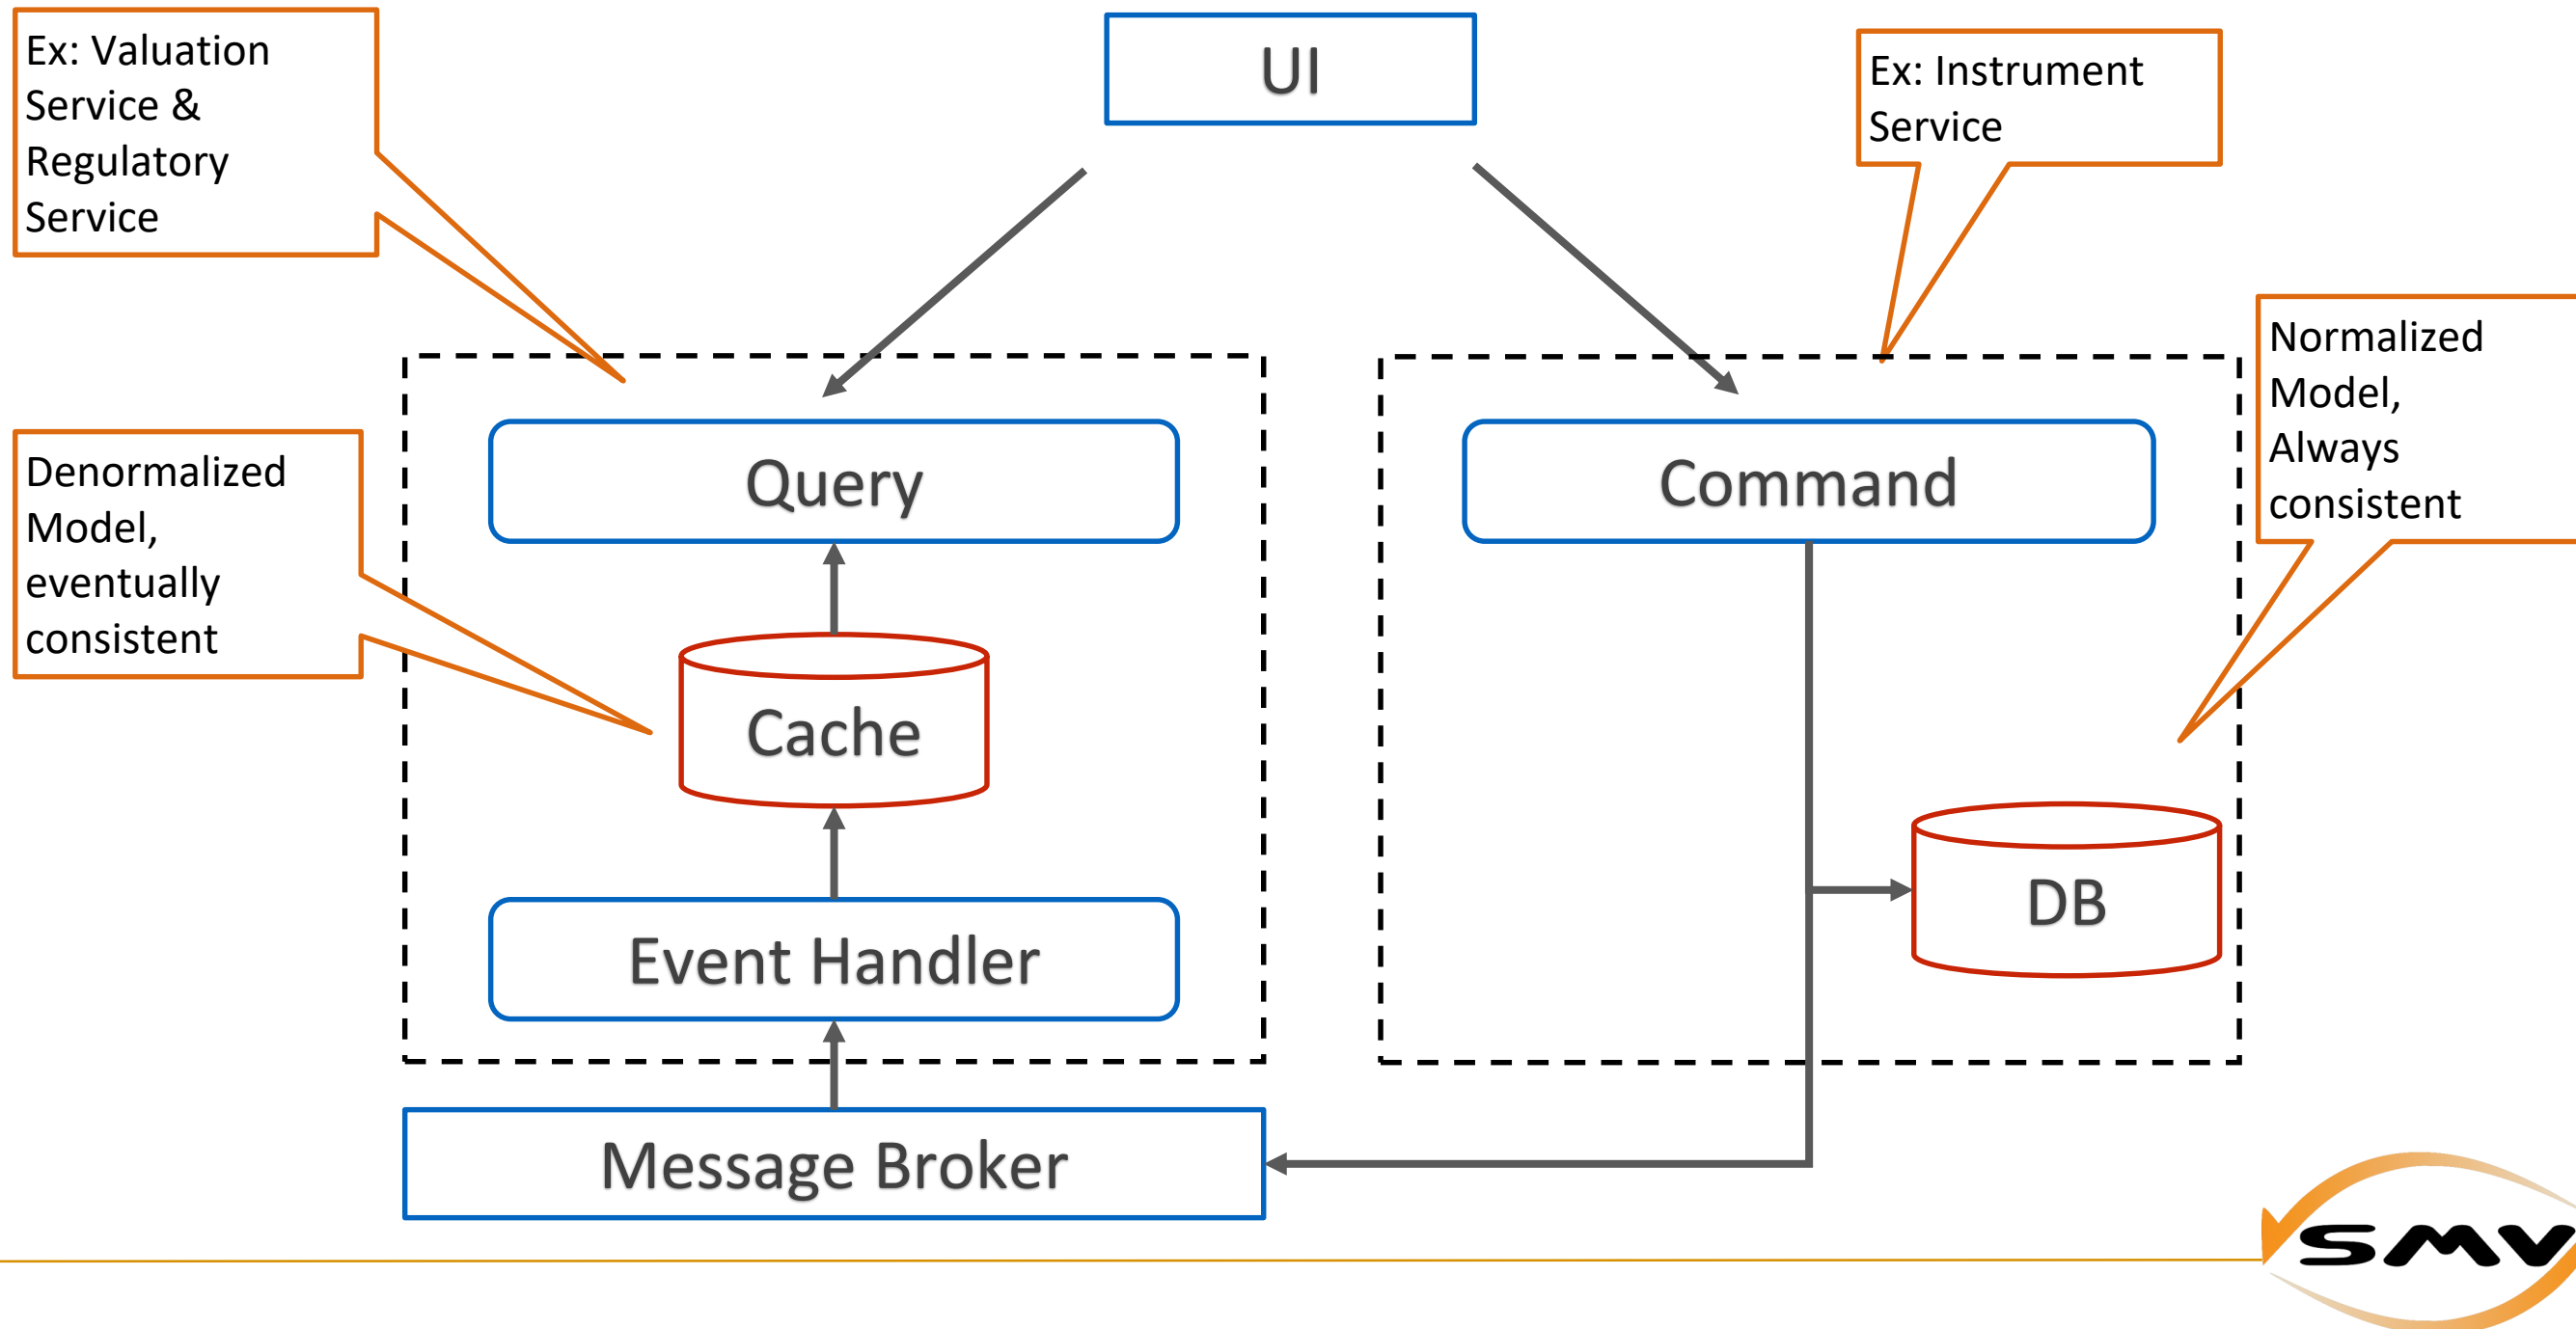 Ex: Valuation
Service &
Regulatory
Service
UI
Ex: Instrument
Service
Normalized
Model,
Always
consistent
Denormalized
Model,
eventually
consistent
Query
Command
Cache
DB
Event Handler
Message Broker
SMV